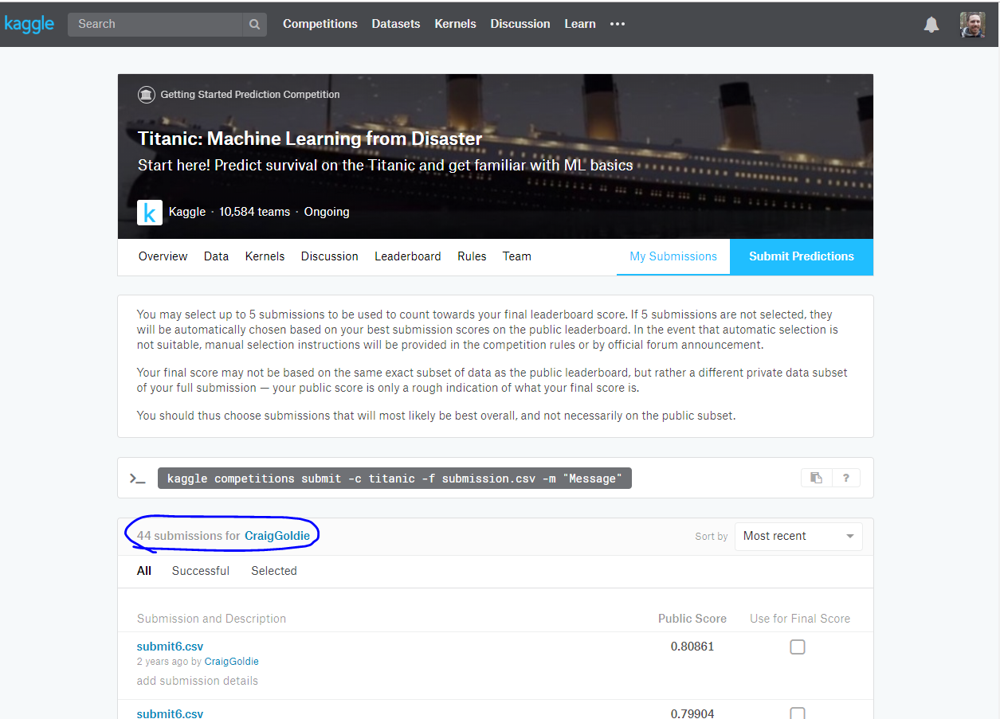 kaggle Search Competitions Datasets Kernels Discussion Learn
Getting Started Prediction Competition
Titanic: Machine Learning from Disaster
Start here! Predict survival on the Titanic and get familiar with ML basics
k Kaggle · 10,584 teams · Ongoing
Overview Data Kernels Discussion Leaderboard Rules Team My Submissions Submit Predictions
You may select up to 5 submissions to be used to count towards your final leaderboard score. If 5 submissions are not selected, they
will be automatically chosen based on your best submission scores on the public leaderboard. In the event that automatic selection is
not suitable, manual selection instructions will be provided in the competition rules or by official forum announcement.
Your final score may not be based on the same exact subset of data as the public leaderboard, but rather a different private data subset
of your full submission — your public score is only a rough indication of what your final score is.
You should thus choose submissions that will most likely be best overall, and not necessarily on the public subset.
>_ kaggle competitions submit -c titanic -f submission.csv -m "Message" ?
44 submissions for CraigGoldie Sort by Most recent
All Successful Selected
Submission and Description Public Score Use for Final Score
submit6.csv 0.80861
2 years ago by CraigGoldie
add submission details
submit6.csv 0.79904